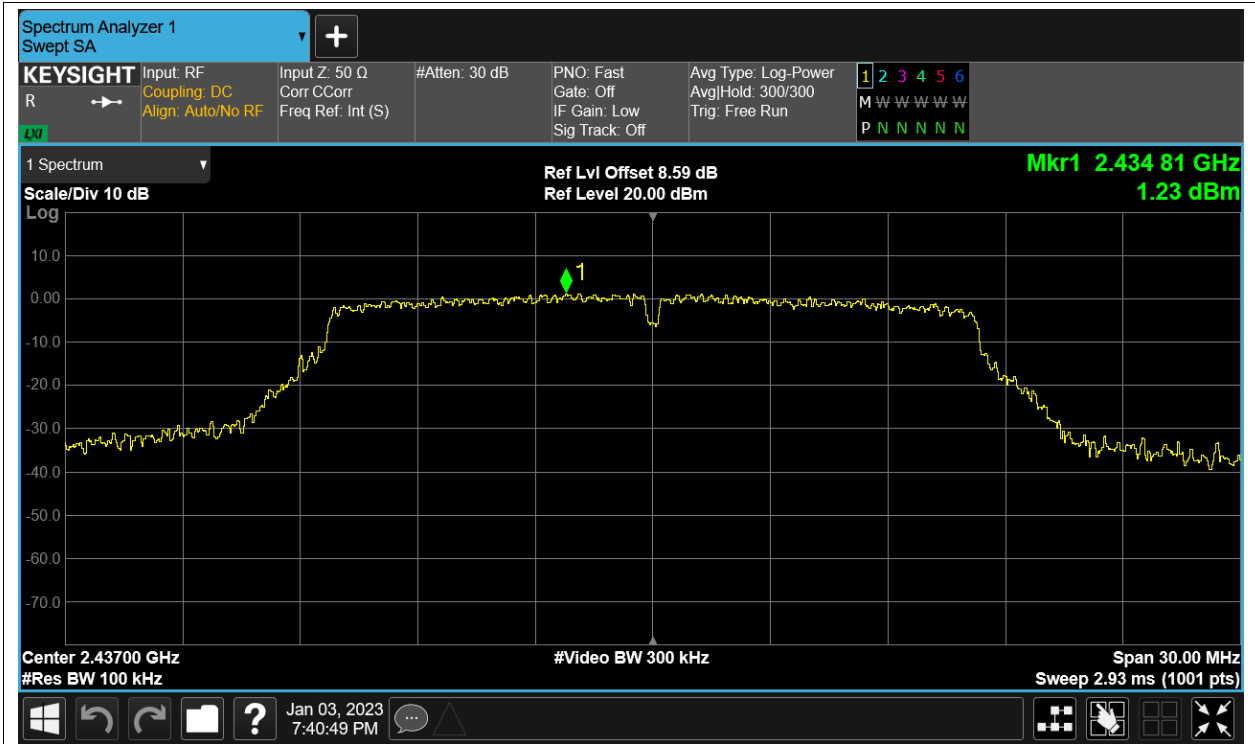 Spectrum Analyzer 1
Swept SA
+
KEYSIGHT
R
LXI
Input: RF
Coupling: DC
Align: Auto/No RF
Input Z: 50 Ω
Corr CCorr
Freq Ref: Int (S)
#Atten: 30 dB
PNO: Fast
Gate: Off
IF Gain: Low
Sig Track: Off
Avg Type: Log-Power
Avg|Hold: 300/300
Trig: Free Run
1 2 3 4 5 6
M W W W W W
P N N N N N
1 Spectrum
Scale/Div 10 dB
Log
Ref Lvl Offset 8.59 dB
Ref Level 20.00 dBm
Mkr1 2.434 81 GHz
1.23 dBm
1
10.0
0.00
-10.0
-20.0
-30.0
-40.0
-50.0
-60.0
-70.0
Center 2.43700 GHz
#Res BW 100 kHz
#Video BW 300 kHz
Span 30.00 MHz
Sweep 2.93 ms (1001 pts)
?
Jan 03, 2023
7:40:49 PM